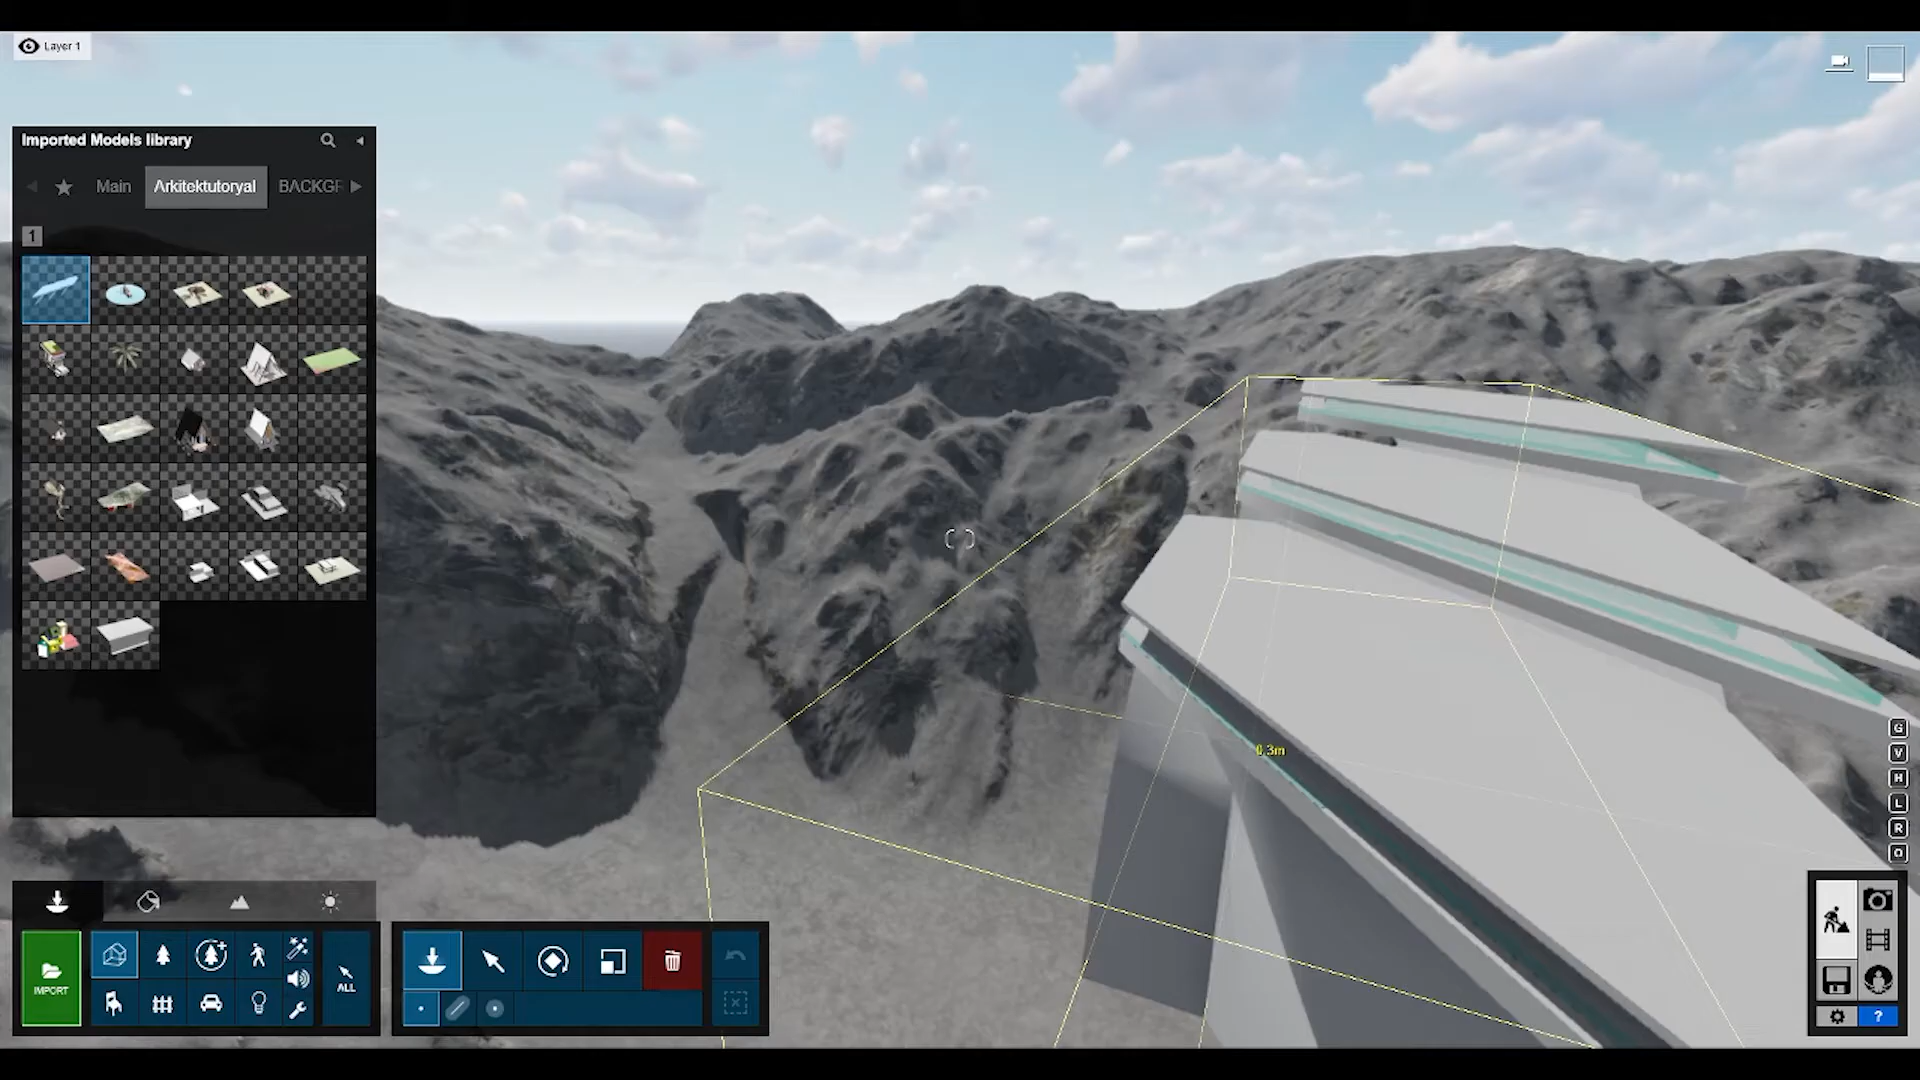 Layer 1
Imported Models library
Main
Arkitektutoryal
BACKGR
1
0,3m
G
V
H
L
R
O
IMPORT
ALL
?